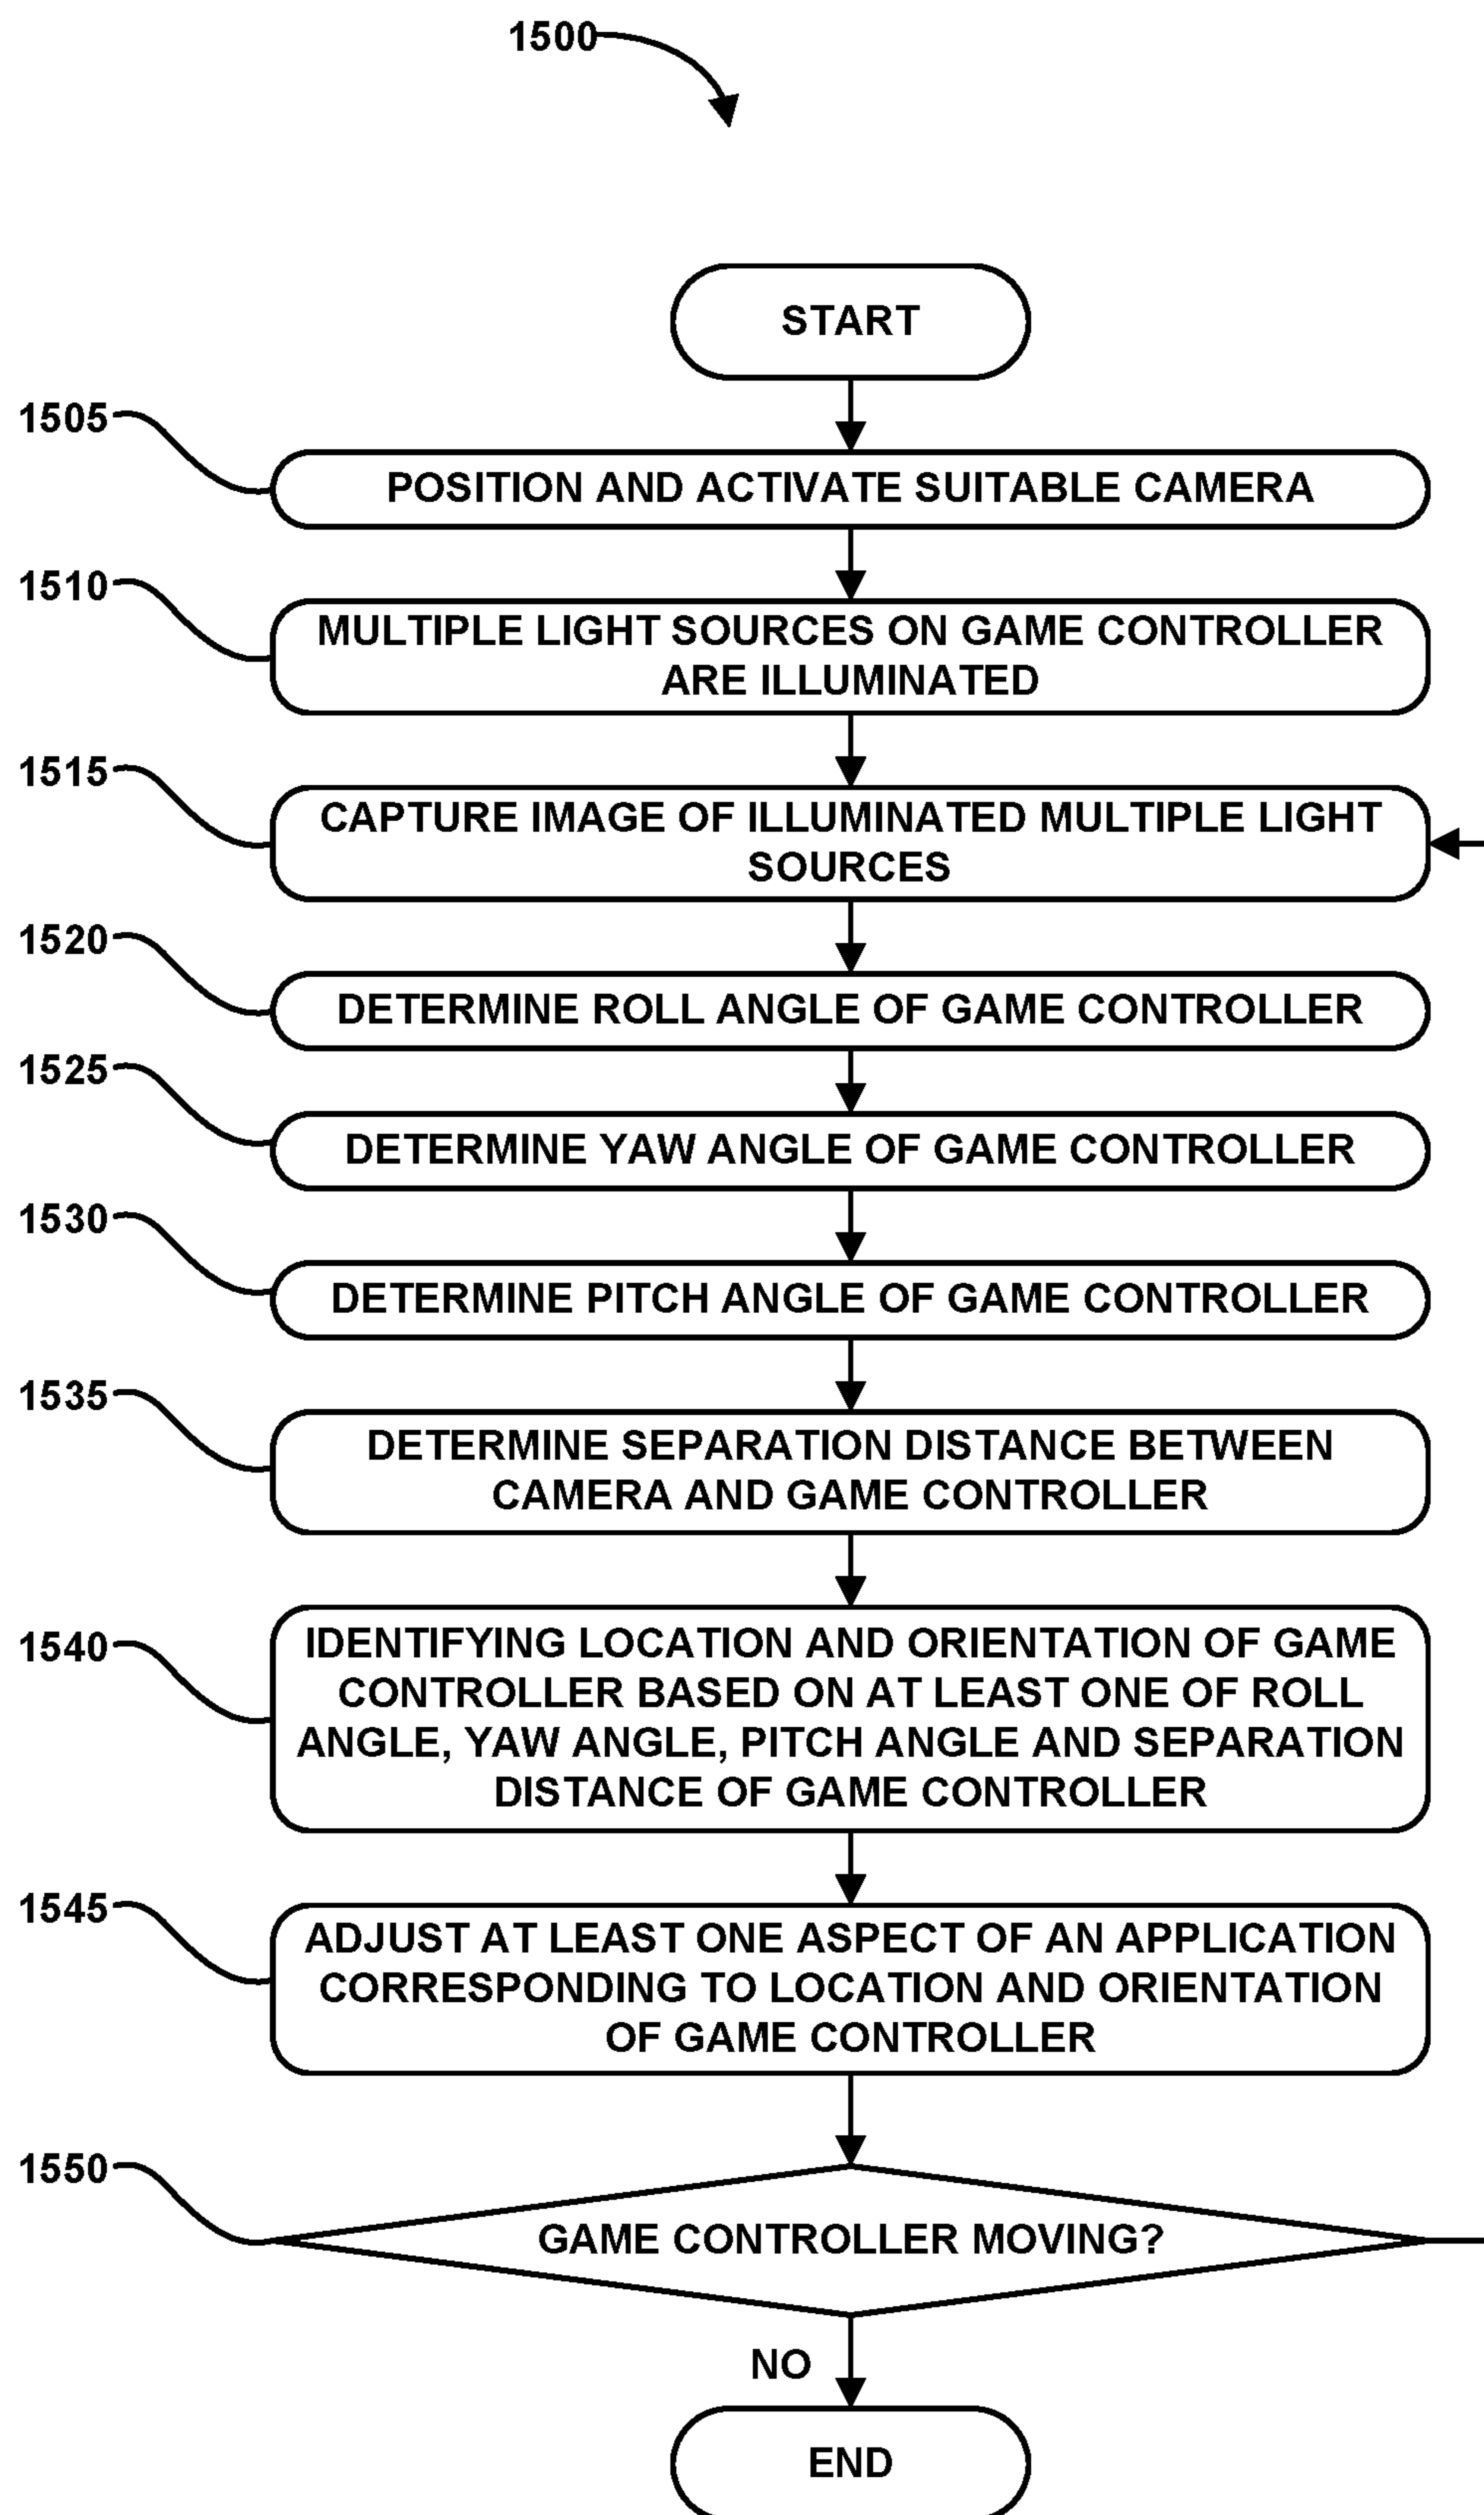 1500
START
1505
POSITION AND ACTIVATE SUITABLE CAMERA
1510
MULTIPLE LIGHT SOURCES ON GAME CONTROLLER
ARE ILLUMINATED
1515
CAPTURE IMAGE OF ILLUMINATED MULTIPLE LIGHT
SOURCES
1520
DETERMINE ROLL ANGLE OF GAME CONTROLLER
1525
DETERMINE YAW ANGLE OF GAME CONTROLLER
1530
DETERMINE PITCH ANGLE OF GAME CONTROLLER
1535
DETERMINE SEPARATION DISTANCE BETWEEN
CAMERA AND GAME CONTROLLER
1540
IDENTIFYING LOCATION AND ORIENTATION OF GAME
CONTROLLER BASED ON AT LEAST ONE OF ROLL
ANGLE, YAW ANGLE, PITCH ANGLE AND SEPARATION
DISTANCE OF GAME CONTROLLER
1545
ADJUST AT LEAST ONE ASPECT OF AN APPLICATION
CORRESPONDING TO LOCATION AND ORIENTATION
OF GAME CONTROLLER
1550
GAME CONTROLLER MOVING?
NO
END